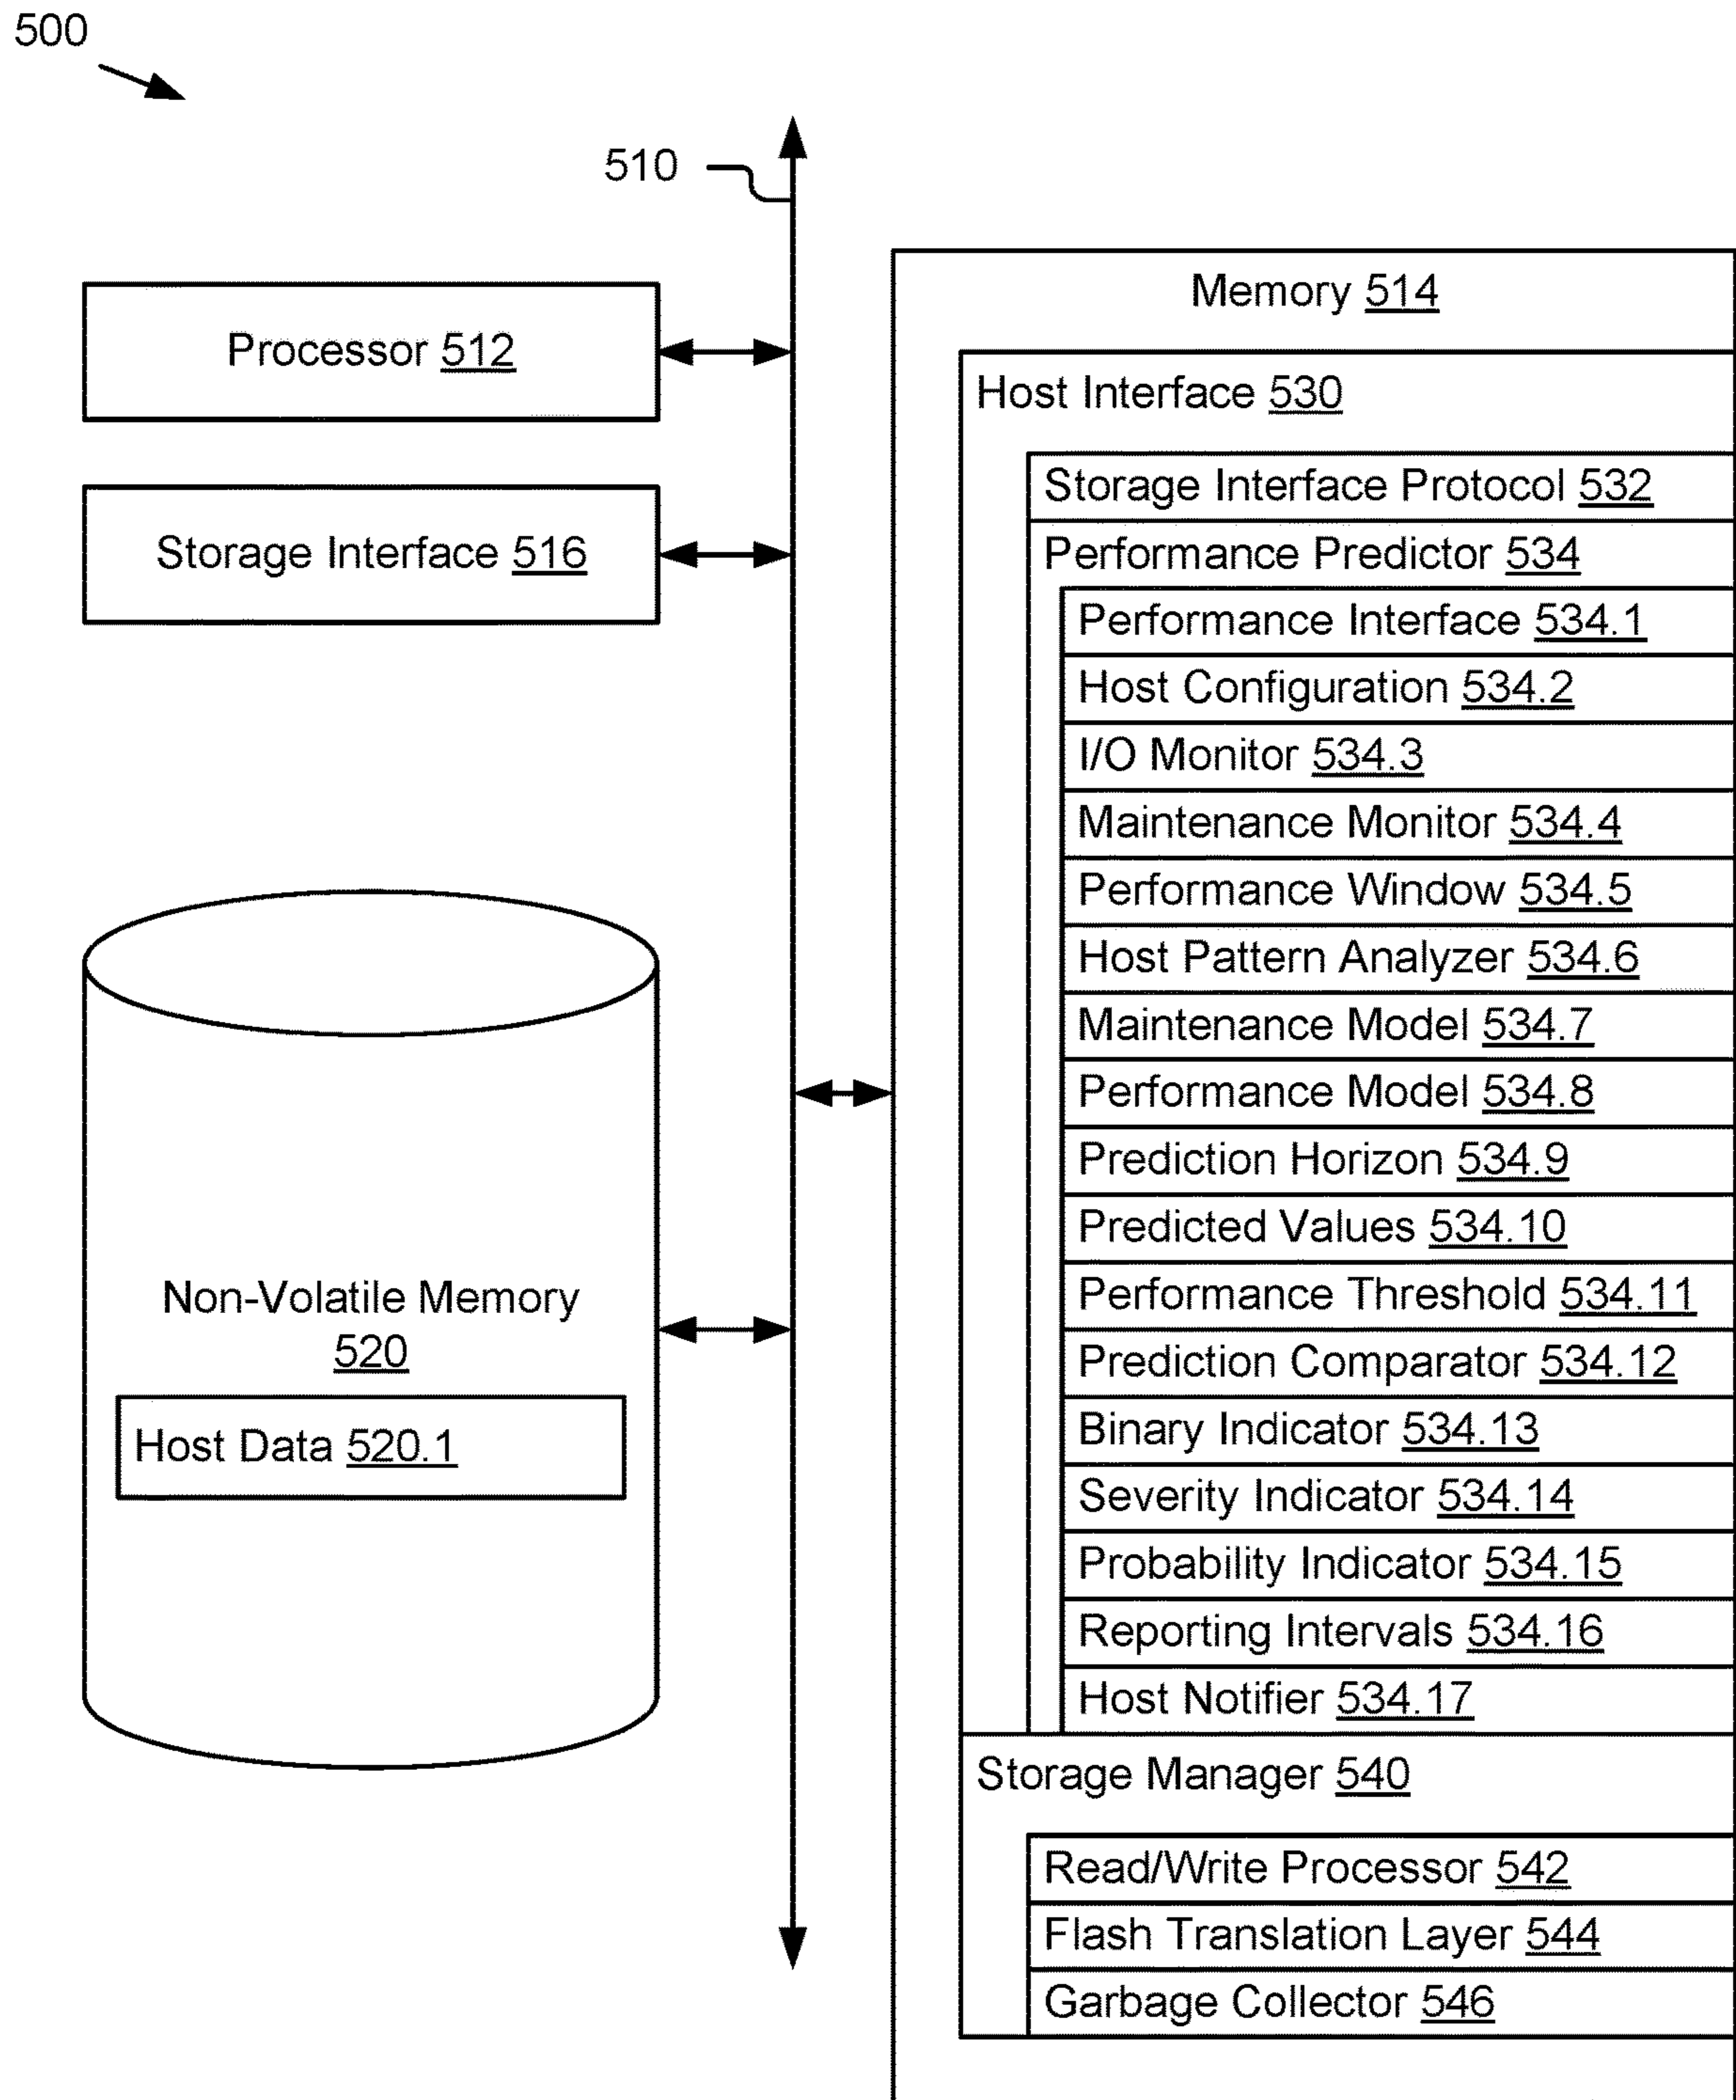 500
510
Processor 512
Storage Interface 516
Non-Volatile Memory
520
Host Data 520.1
Memory 514
Host Interface 530
Storage Interface Protocol 532
Performance Predictor 534
Performance Interface 534.1
Host Configuration 534.2
I/O Monitor 534.3
Maintenance Monitor 534.4
Performance Window 534.5
Host Pattern Analyzer 534.6
Maintenance Model 534.7
Performance Model 534.8
Prediction Horizon 534.9
Predicted Values 534.10
Performance Threshold 534.11
Prediction Comparator 534.12
Binary Indicator 534.13
Severity Indicator 534.14
Probability Indicator 534.15
Reporting Intervals 534.16
Host Notifier 534.17
Storage Manager 540
Read/Write Processor 542
Flash Translation Layer 544
Garbage Collector 546